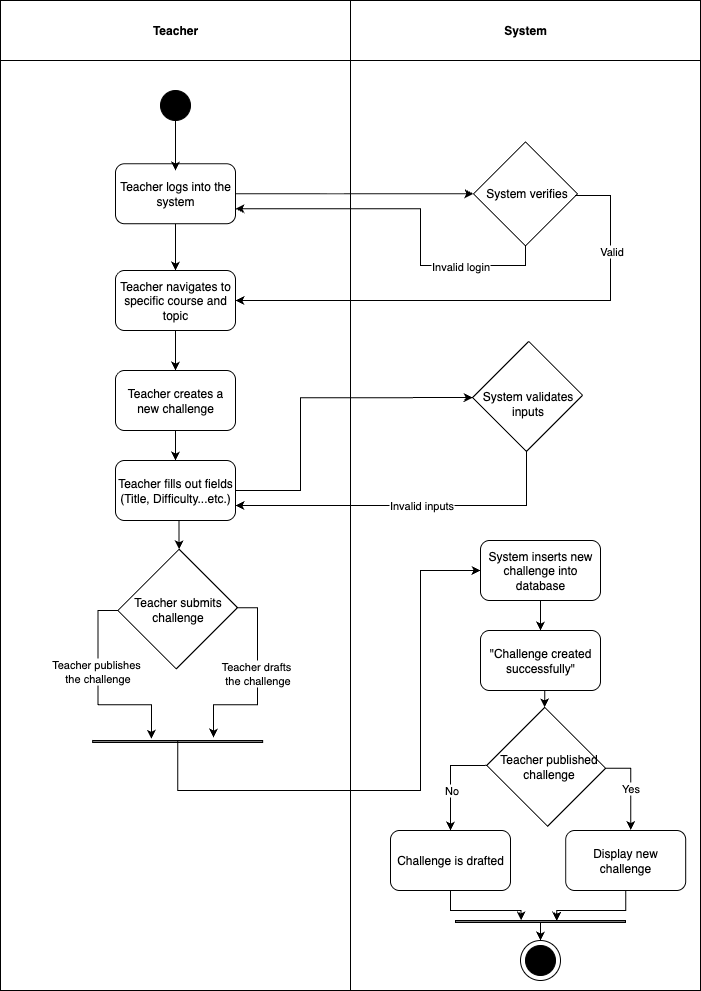 Teacher
System
Teacher logs into the
system
System verifies
Invalid login
Valid
Teacher navigates to
specific course and
topic
Teacher creates a
new challenge
System validates
inputs
Teacher fills out fields
(Title, Difficulty...etc.)
Invalid inputs
System inserts new
challenge into
database
Teacher submits
challenge
Teacher publishes
the challenge
Teacher drafts
the challenge
"Challenge created
successfully"
Teacher published
challenge
No
Yes
Challenge is drafted
Display new
challenge